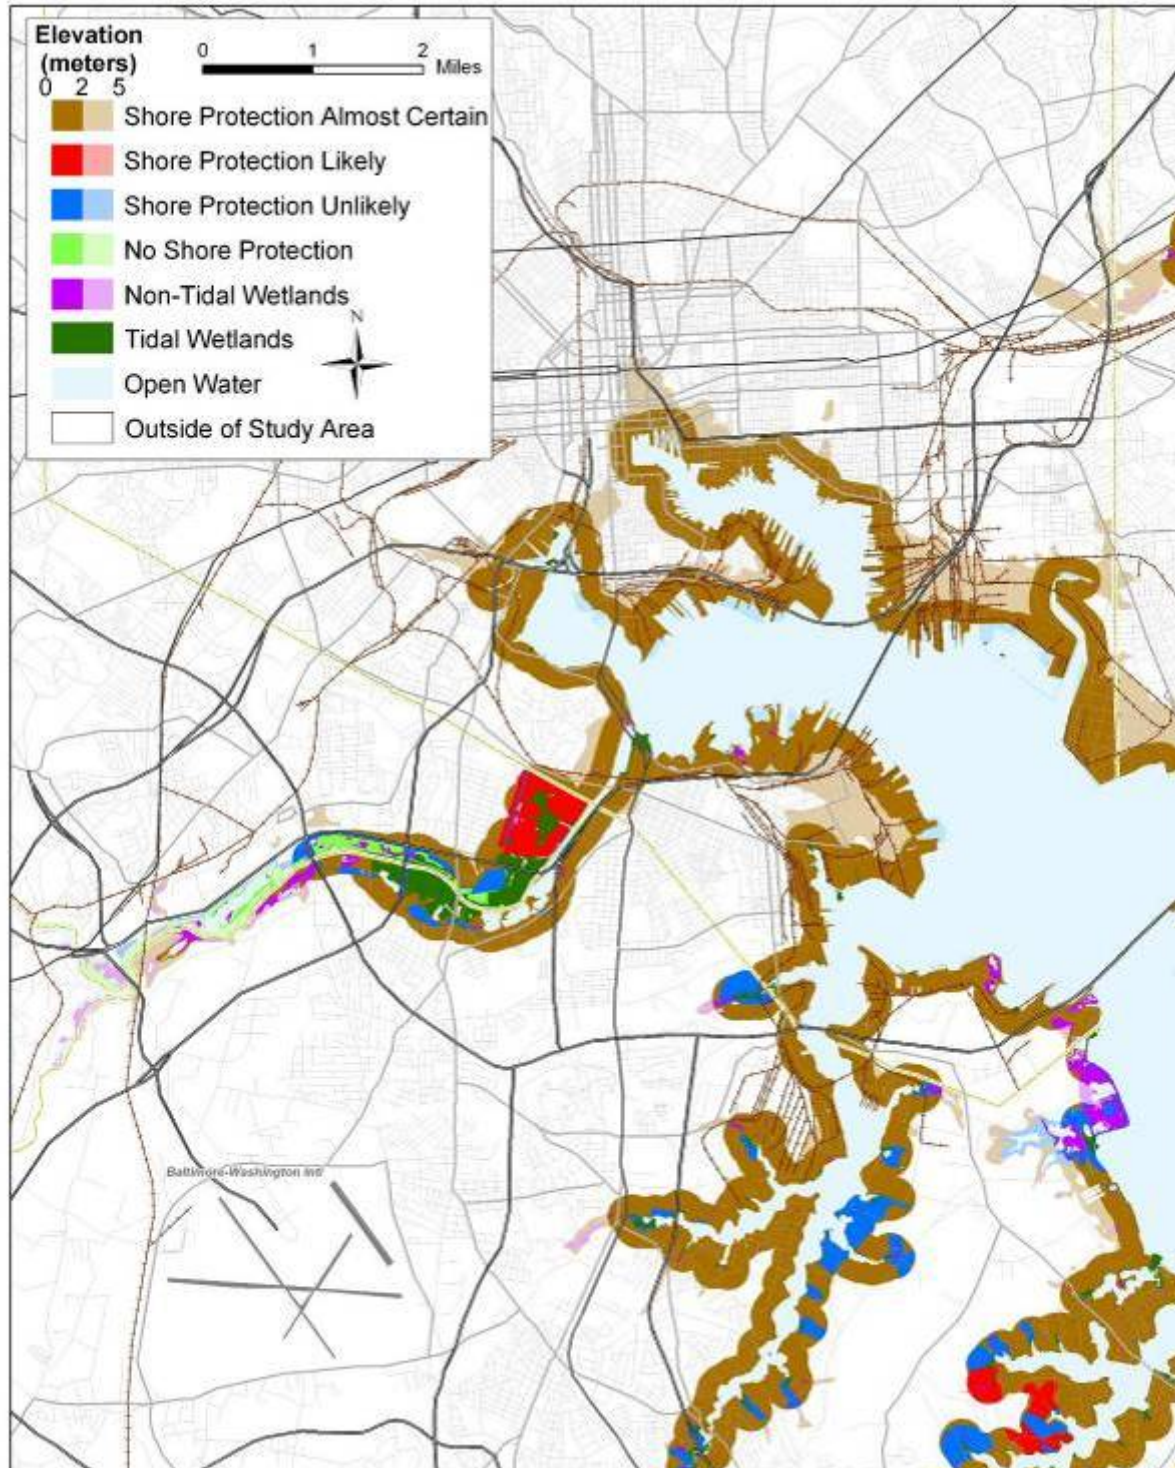 Elevation
(meters)
0 2 5
0 1 2
Miles
Shore Protection Almost Certain
Shore Protection Likely
Shore Protection Unlikely
No Shore Protection
Non-Tidal Wetlands
N
Tidal Wetlands
Open Water
Outside of Study Area
Baltimore-Washington Intl